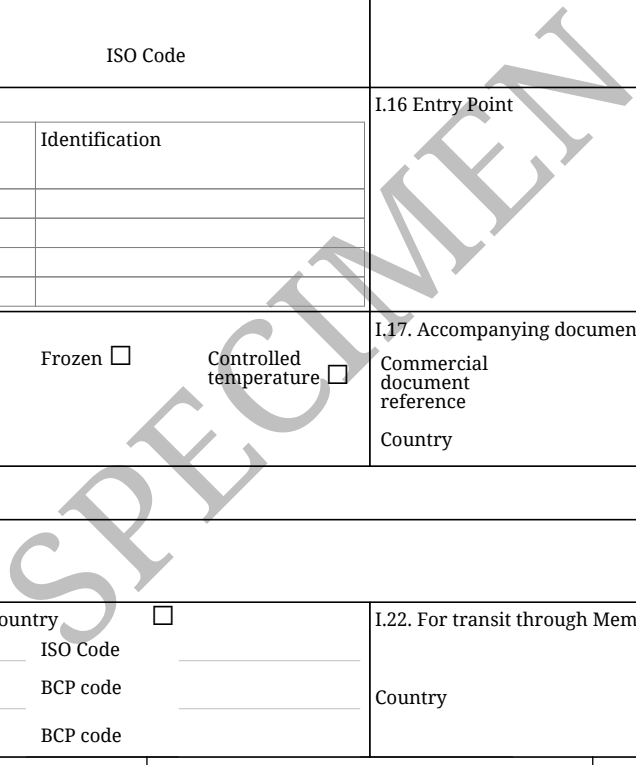 ISO Code
I.16 Entry Point
Identification
I.17. Accompanying documen
Frozen
Controlled
temperature
Commercial
document
reference
Country
ountry
I.22. For transit through Mem
ISO Code
BCP code
Country
BCP code
SPECIMEN